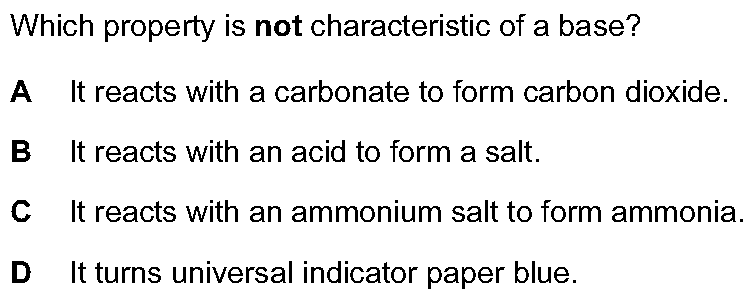 Which property is not characteristic of a base?
A It reacts with a carbonate to form carbon dioxide.
B It reacts with an acid to form a salt.
C It reacts with an ammonium salt to form ammonia.
D It turns universal indicator paper blue.